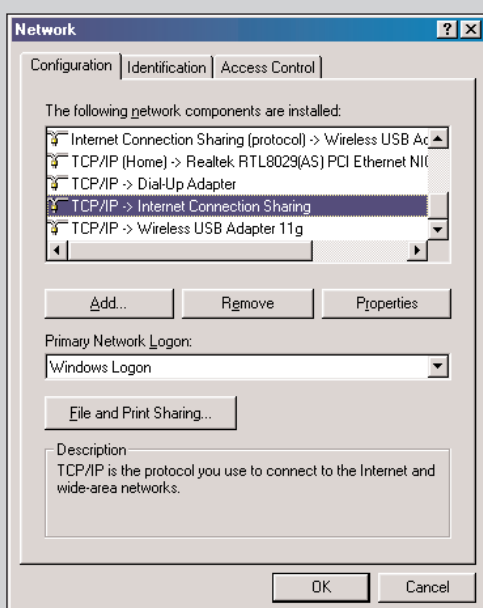 Network
Configuration Identification Access Control
The following network components are installed:
Internet Connection Sharing (protocol) -> Wireless USB Ac
TCP/IP (Home) -> Realtek RTL8029(AS) PCI Ethernet NI
TCP/IP -> Dial-Up Adapter
TCP/IP -> Internet Connection Sharing
TCP/IP -> Wireless USB Adapter 11g
Add... Remove Properties
Primary Network Logon:
Windows Logon
File and Print Sharing...
Description
TCP/IP is the protocol you use to connect to the Internet and
wide-area networks.
OK Cancel